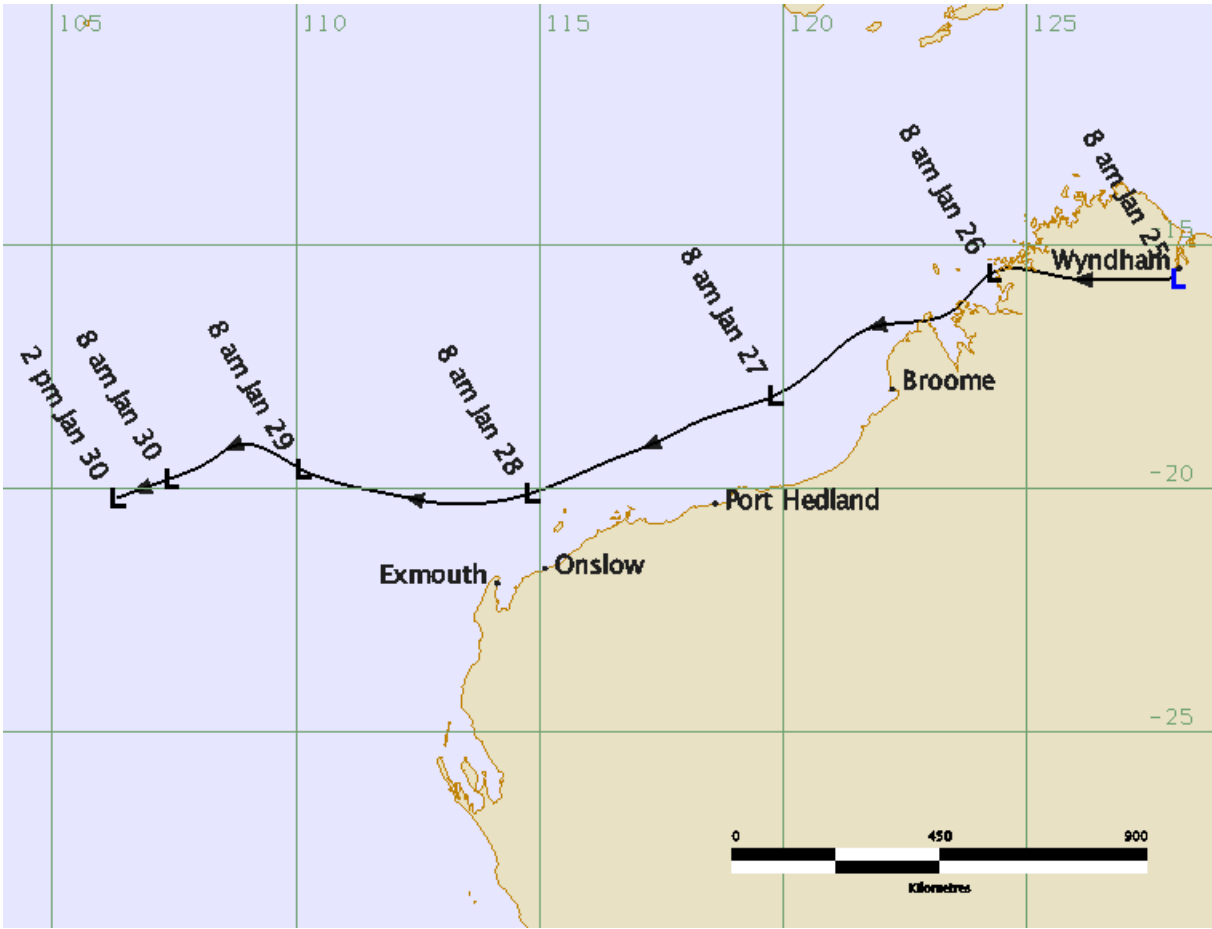 105
110
115
120
125
8 am Jan 25
8 am Jan 26
-15
Wyndham
L
L
8 am Jan 27
L
Broome
8 am Jan 28
8 am Jan 29
8 am Jan 30
2 pm Jan 30
L
L
L
L
-20
Port Hedland
Onslow
Exmouth
-25
0 450 900
Kilometres